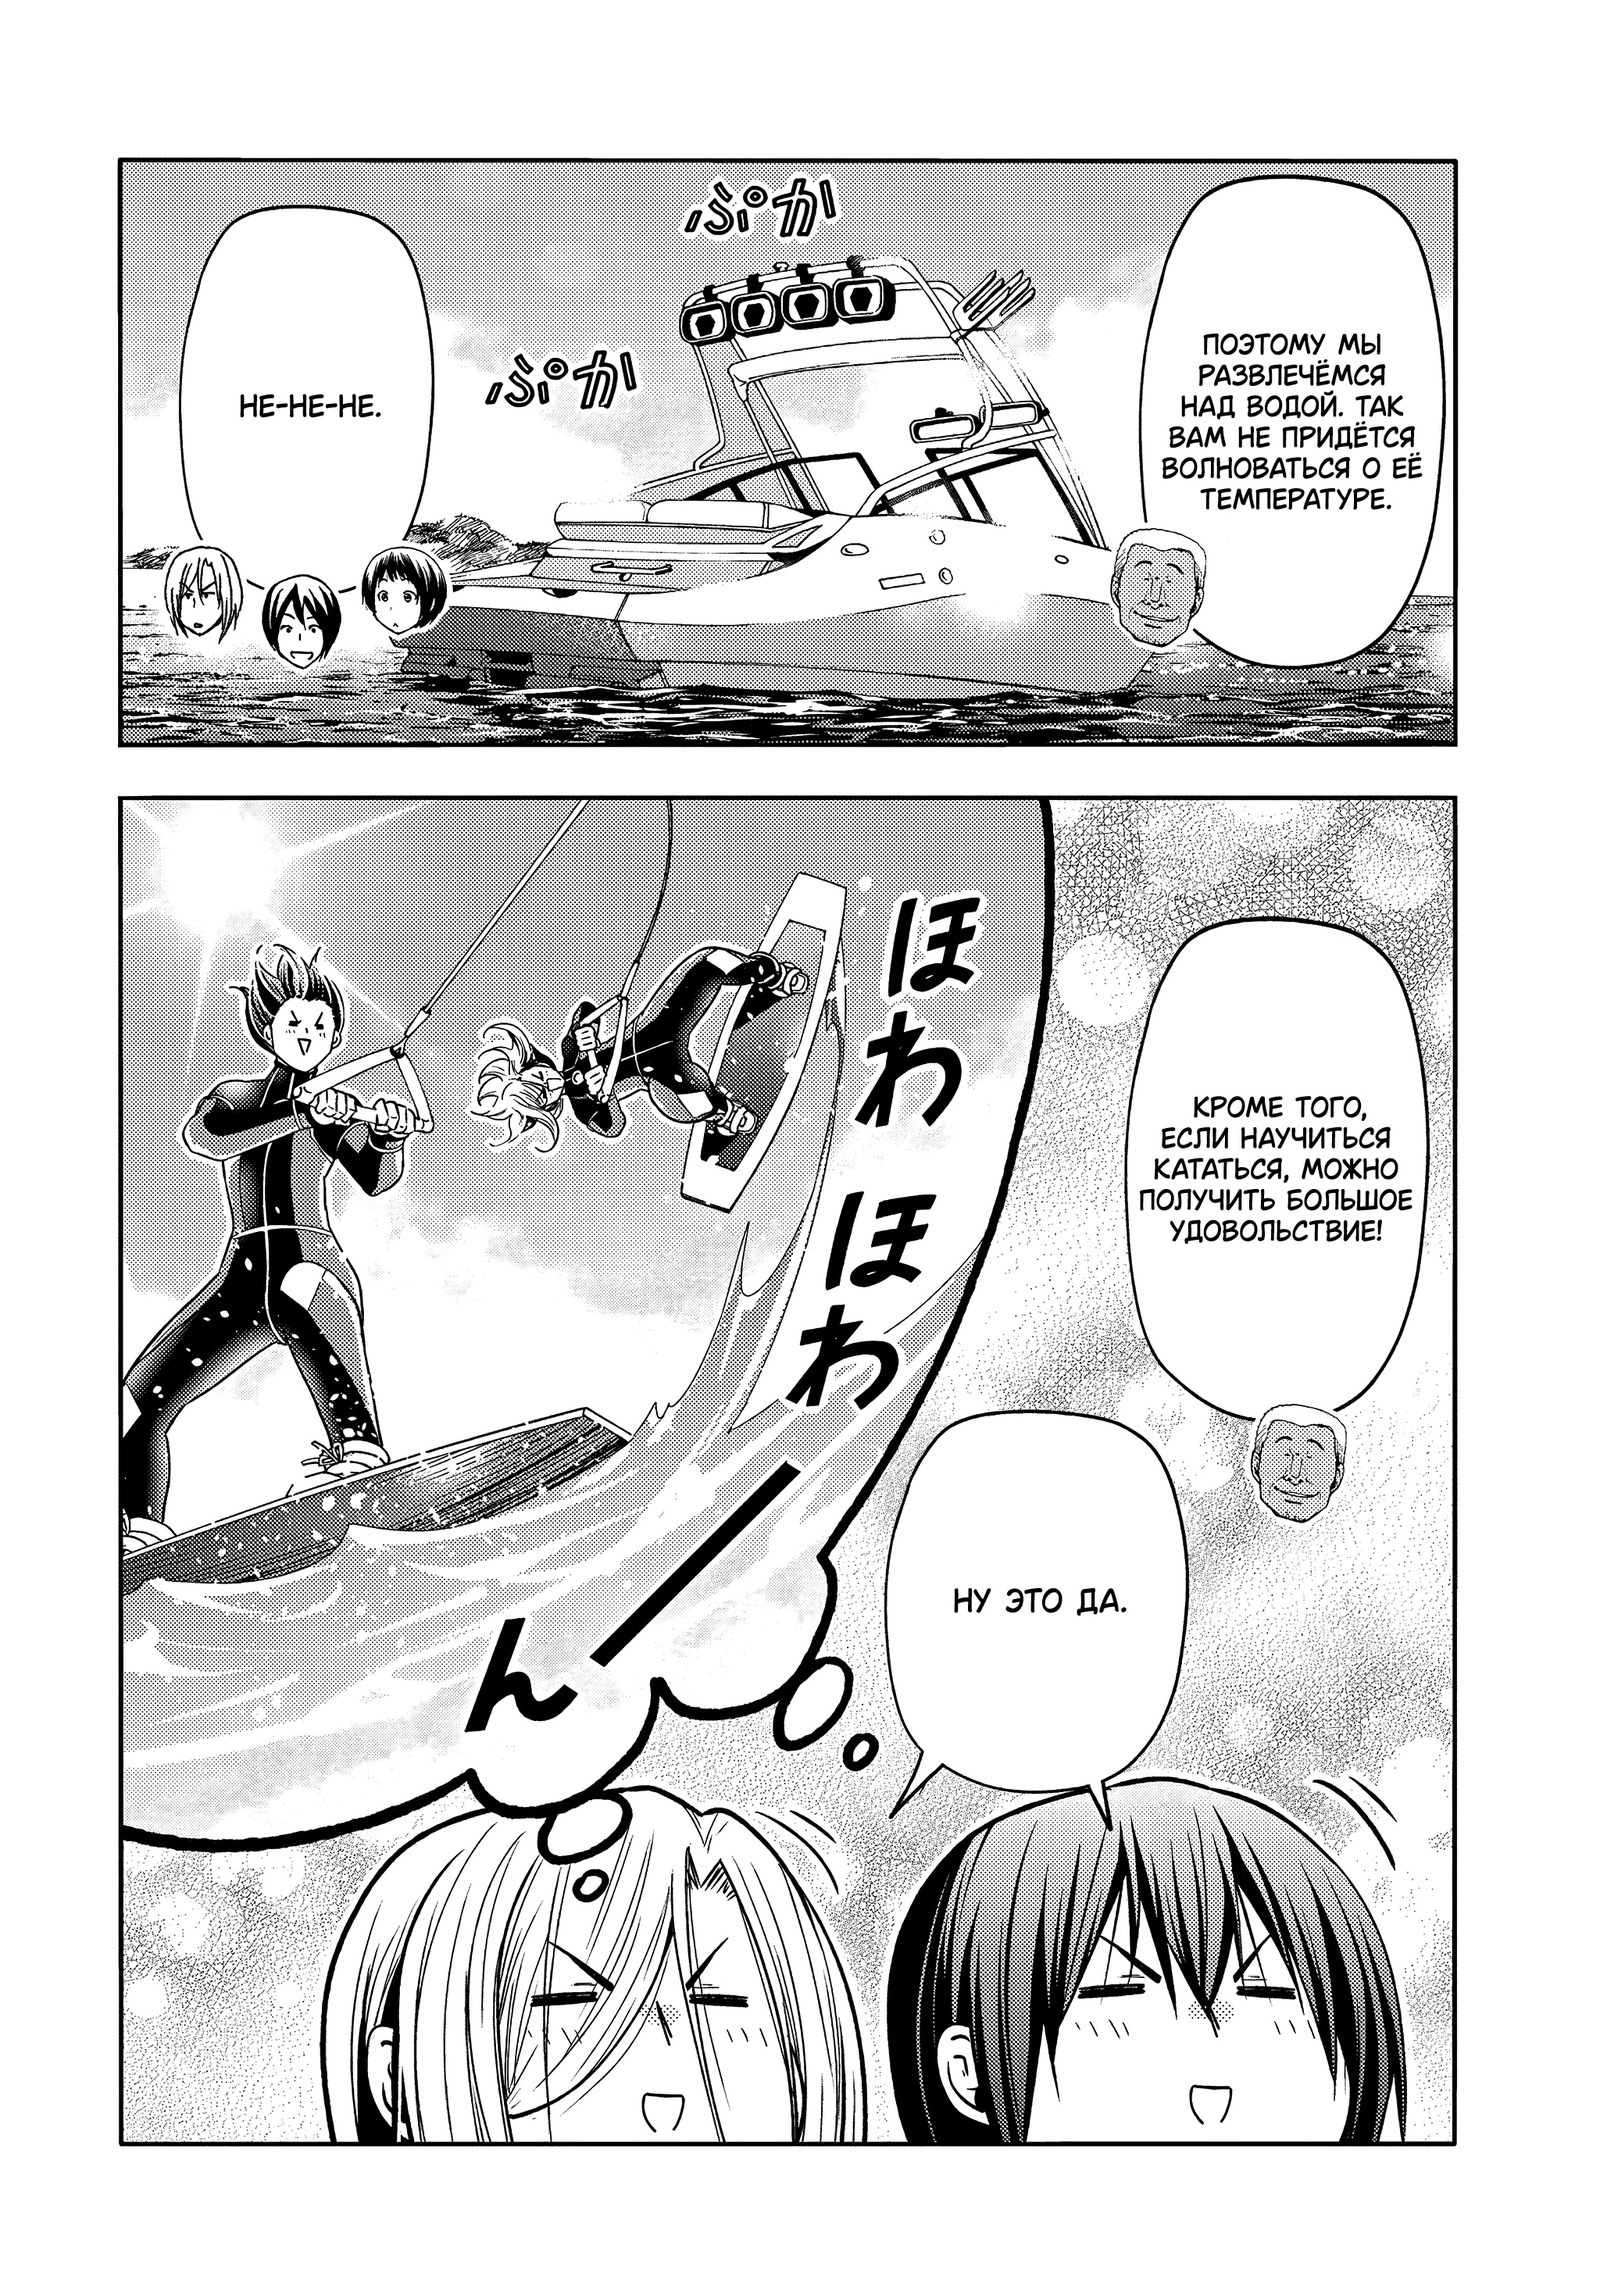 ПОЭТОМУ МЫ
РАЗВЛЕЧЁМСЯ
НАД ВОДОЙ. ТАК
ВАМ НЕ ПРИДЁТСЯ
ВОЛНОВАТЬСЯ О ЕЁ
ТЕМПЕРАТУРЕ.
ぷか
ぷか
НЕ-НЕ-НЕ.
КРОМЕ ТОГО,
ЕСЛИ НАУЧИТЬСЯ
КАТАТЬСЯ, МОЖНО
ПОЛУЧИТЬ БОЛЬШОЕ
УДОВОЛЬСТВИЕ!
ほわ
ほわーん
НУ ЭТО ДА.